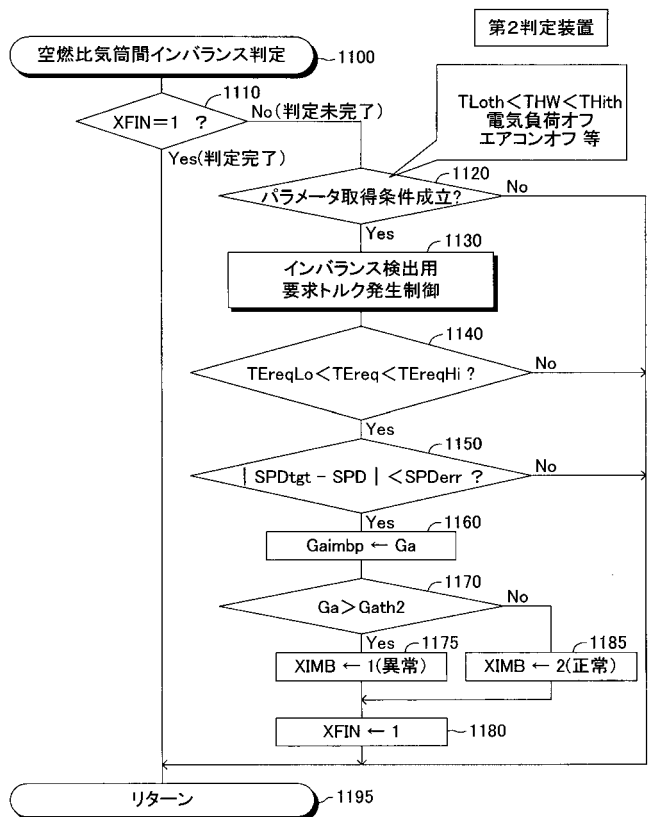 第2判定装置
空燃比気筒間インバランス判定
1100
1110
XFIN=1 ?
No(判定未完了)
Yes(判定完了)
TLoth<THW<THith
電気負荷オフ
エアコンオフ 等
1120
パラメータ取得条件成立?
No
Yes
1130
インバランス検出用
要求トルク発生制御
1140
TEreqLo<TEreq<TEreqHi ?
No
Yes
1150
| SPDtgt - SPD | <SPDerr ?
No
Yes
1160
Gaimbp ← Ga
1170
Ga>Gath2
No
Yes
1175
XIMB ← 1(異常)
1185
XIMB ← 2(正常)
XFIN ← 1
1180
リターン
1195